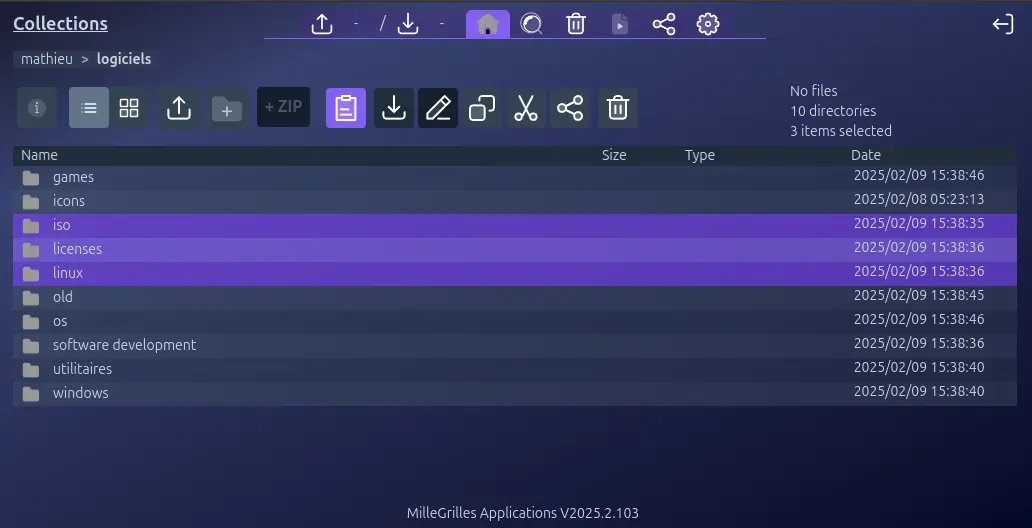 Collections
- / -
mathieu > logiciels
+ ZIP
No files
10 directories
3 items selected
Name Size Type Date
games 2025/02/09 15:38:46
icons 2025/02/08 05:23:13
iso 2025/02/09 15:38:35
licenses 2025/02/09 15:38:36
linux 2025/02/09 15:38:36
old 2025/02/09 15:38:45
os 2025/02/09 15:38:46
software development 2025/02/09 15:38:36
utilitaires 2025/02/09 15:38:40
windows 2025/02/09 15:38:40
MilleGrilles Applications V2025.2.103